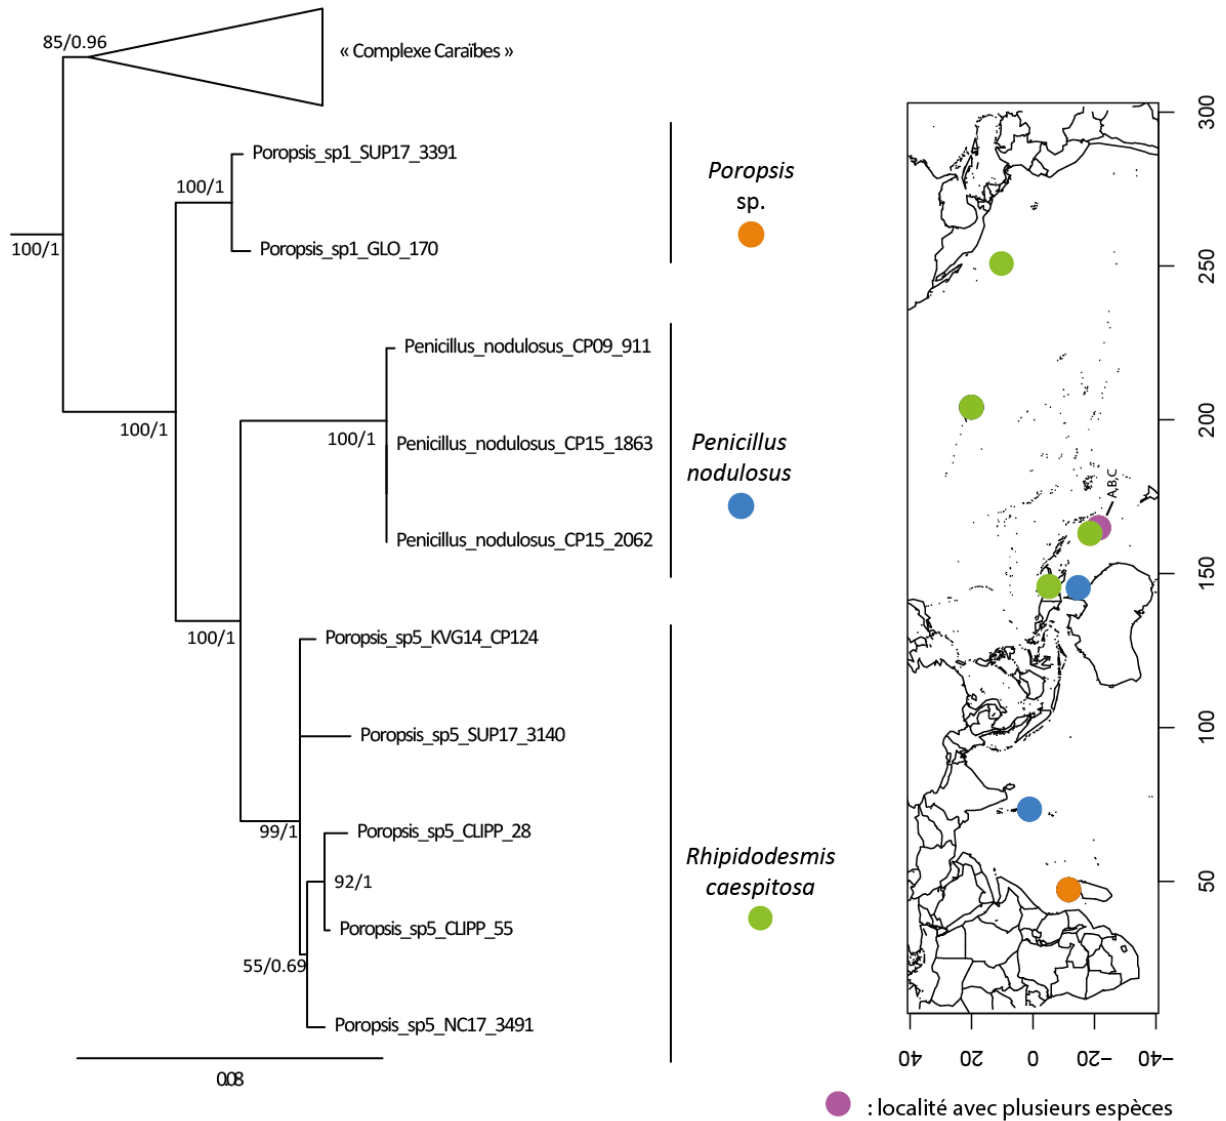 85/0.96
« Complexe Caraïbes »
Poropsis_sp1_SUP17_3391
100/1
100/1
Poropsis_sp1_GLO_170
Poropsis
sp.
Penicillus_nodulosus_CP09_911
100/1
100/1
Penicillus_nodulosus_CP15_1863
Penicillus_nodulosus_CP15_2062
Penicillus
nodulosus
Poropsis_sp5_KVG14_CP124
100/1
Poropsis_sp5_SUP17_3140
99/1
Poropsis_sp5_CLIPP_28
92/1
Poropsis_sp5_CLIPP_55
55/0.69
Poropsis_sp5_NC17_3491
Rhipidodesmis
caespitosa
0.08
300
250
200
A,B,C
150
100
50
40 20 0 -20 -40
: localité avec plusieurs espèces